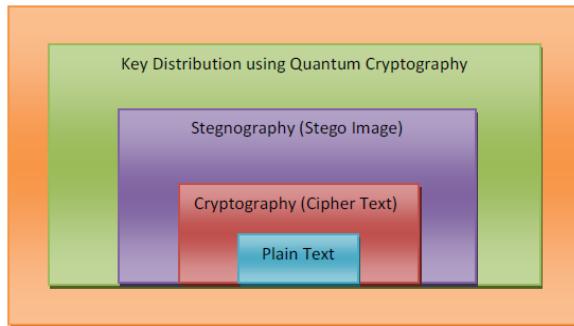 Key Distribution using Quantum Cryptography
Stegnography (Stego Image)
Cryptography (Cipher Text)
Plain Text